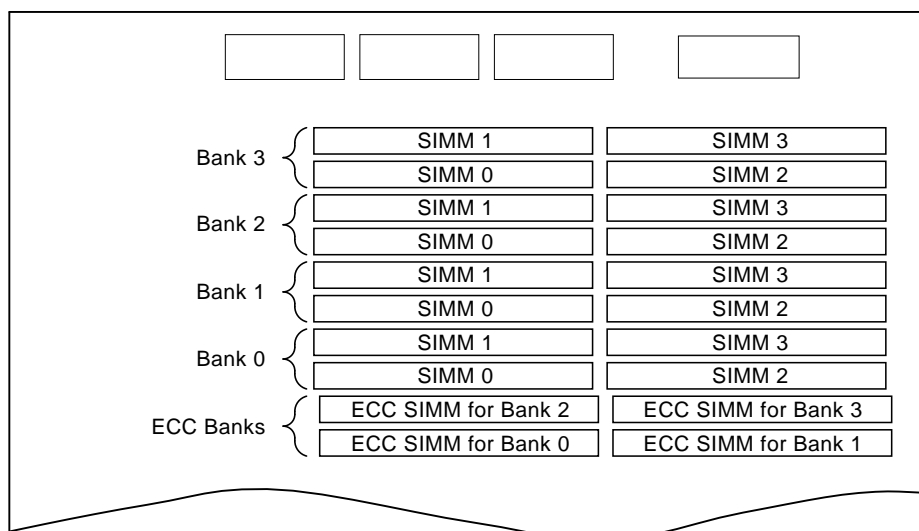 Bank 3
SIMM 1 SIMM 3
SIMM 0 SIMM 2
Bank 2
SIMM 1 SIMM 3
SIMM 0 SIMM 2
Bank 1
SIMM 1 SIMM 3
SIMM 0 SIMM 2
Bank 0
SIMM 1 SIMM 3
SIMM 0 SIMM 2
ECC Banks
ECC SIMM for Bank 2 ECC SIMM for Bank 3
ECC SIMM for Bank 0 ECC SIMM for Bank 1